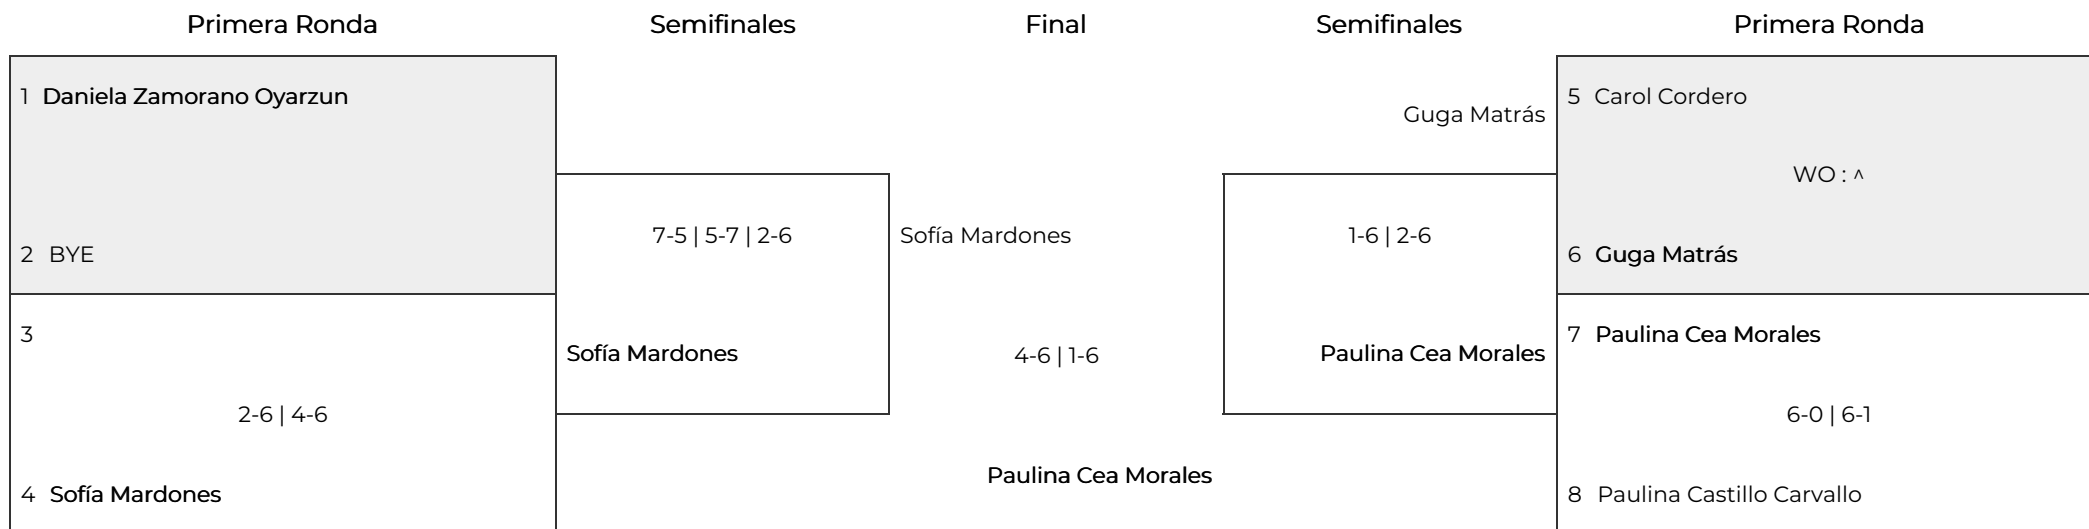 Primera Ronda
Semifinales
Final
Semifinales
Primera Ronda
1 Daniela Zamorano Oyarzun
2 BYE
3
2-6 | 4-6
4 Sofía Mardones
7-5 | 5-7 | 2-6
Sofía Mardones
Sofía Mardones
4-6 | 1-6
Paulina Cea Morales
Guga Matrás
1-6 | 2-6
Paulina Cea Morales
5 Carol Cordero
WO : ^
6 Guga Matrás
7 Paulina Cea Morales
6-0 | 6-1
8 Paulina Castillo Carvallo